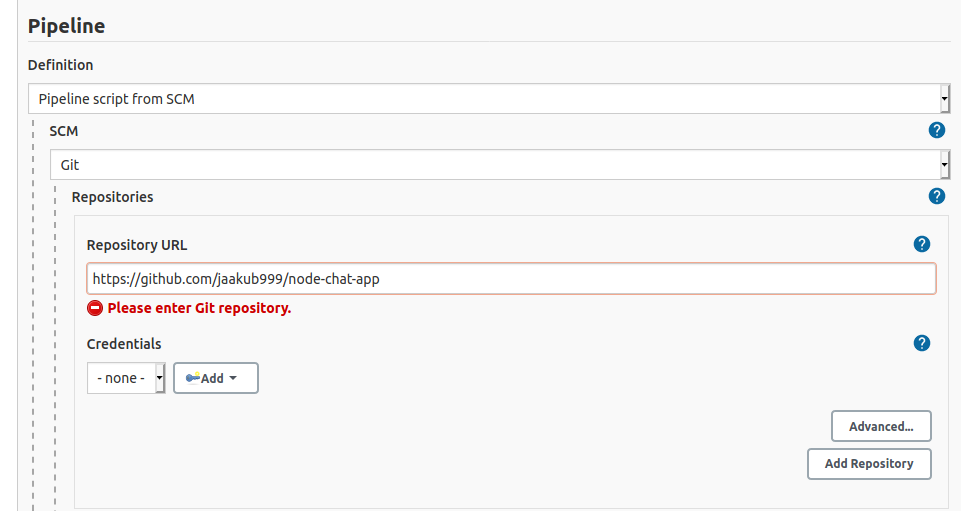 Pipeline
Definition
Pipeline script from SCM
SCM
?
Git
Repositories
?
Repository URL
?
https://github.com/jaakub999/node-chat-app
Please enter Git repository.
Credentials
?
- none -
Add
Advanced...
Add Repository